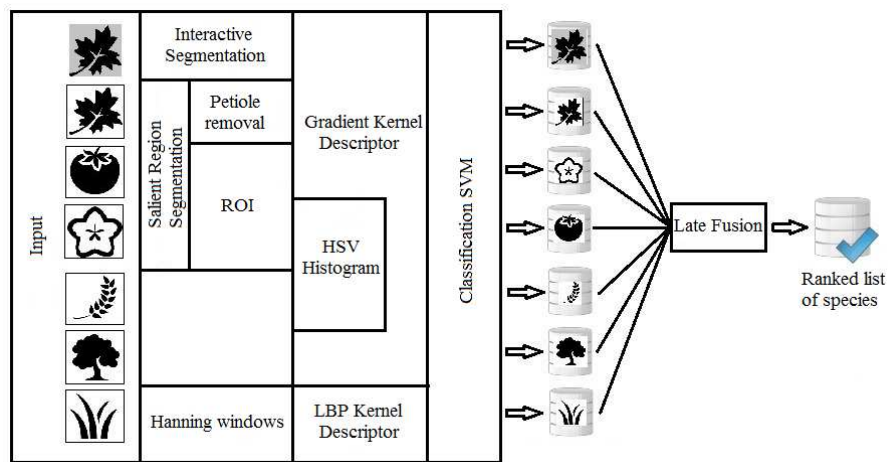 Input
Interactive
Segmentation
Salient Region
Segmentation
Petiole
removal
ROI
Gradient Kernel
Descriptor
HSV
Histogram
Hanning windows
LBP Kernel
Descriptor
Classification SVM
Late Fusion
Ranked list
of species